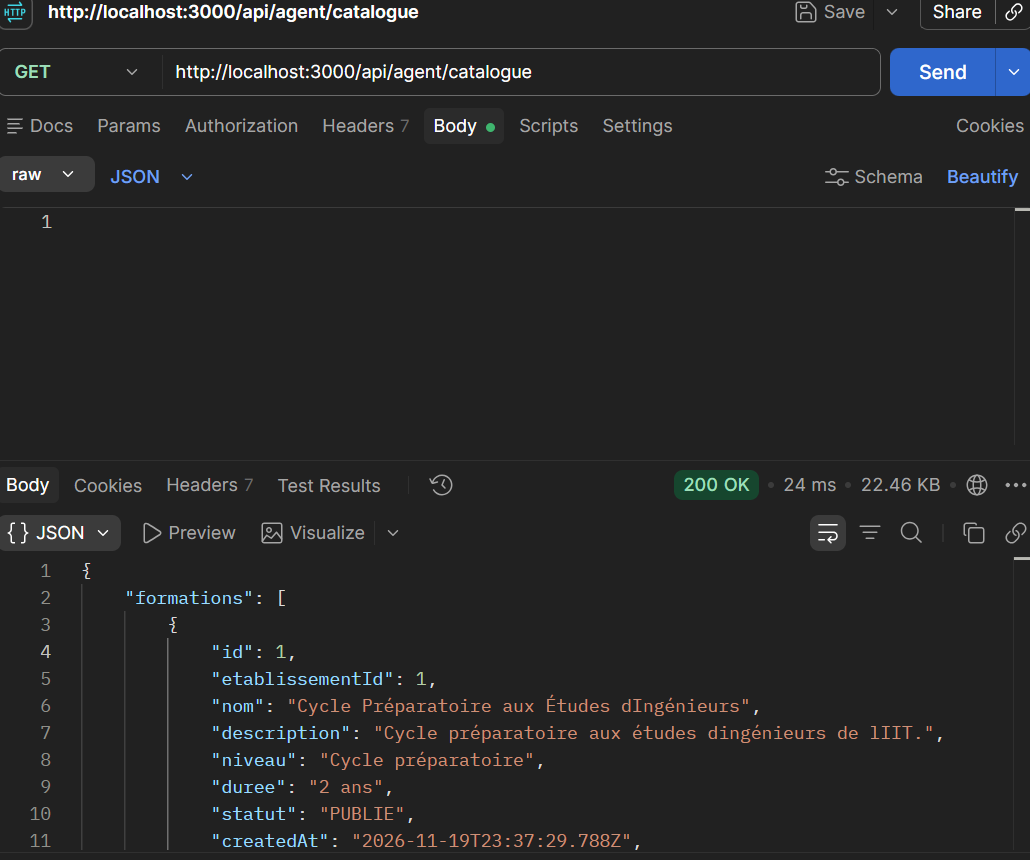 HTTP http://localhost:3000/api/agent/catalogue Save Share
GET http://localhost:3000/api/agent/catalogue Send
Docs Params Authorization Headers 7 Body Scripts Settings Cookies
raw JSON Schema Beautify
1
Body Cookies Headers 7 Test Results 200 OK • 24 ms • 22.46 KB •
{} JSON Preview Visualize
1 {
2 "formations": [
3 {
4 "id": 1,
5 "etablissementId": 1,
6 "nom": "Cycle Préparatoire aux Études dIngénieurs",
7 "description": "Cycle préparatoire aux études dingénieurs de lIIT.",
8 "niveau": "Cycle préparatoire",
9 "duree": "2 ans",
10 "statut": "PUBLIE",
11 "createdAt": "2026-11-19T23:37:29.788Z",